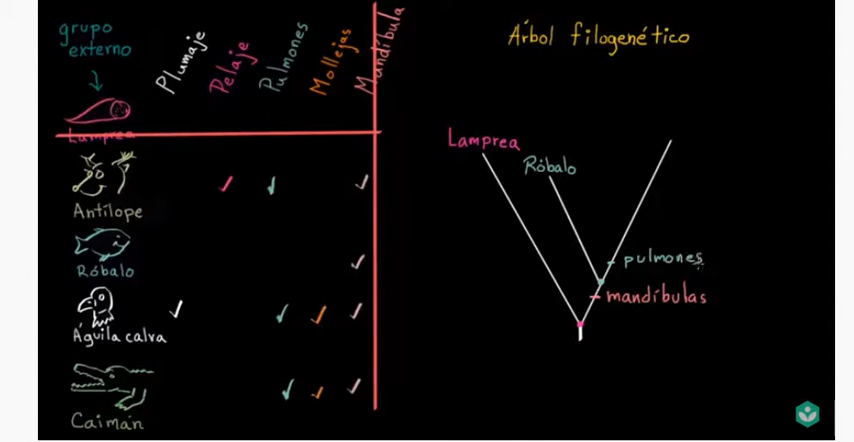 grupo
externo
Plumaje
Pelaje
Pulmones
Mollejas
Mandíbula
Lamprea
Antílope
Róbalo
Águila calva
Caimán
Árbol filogenético
Lamprea
Róbalo
pulmones
mandíbulas